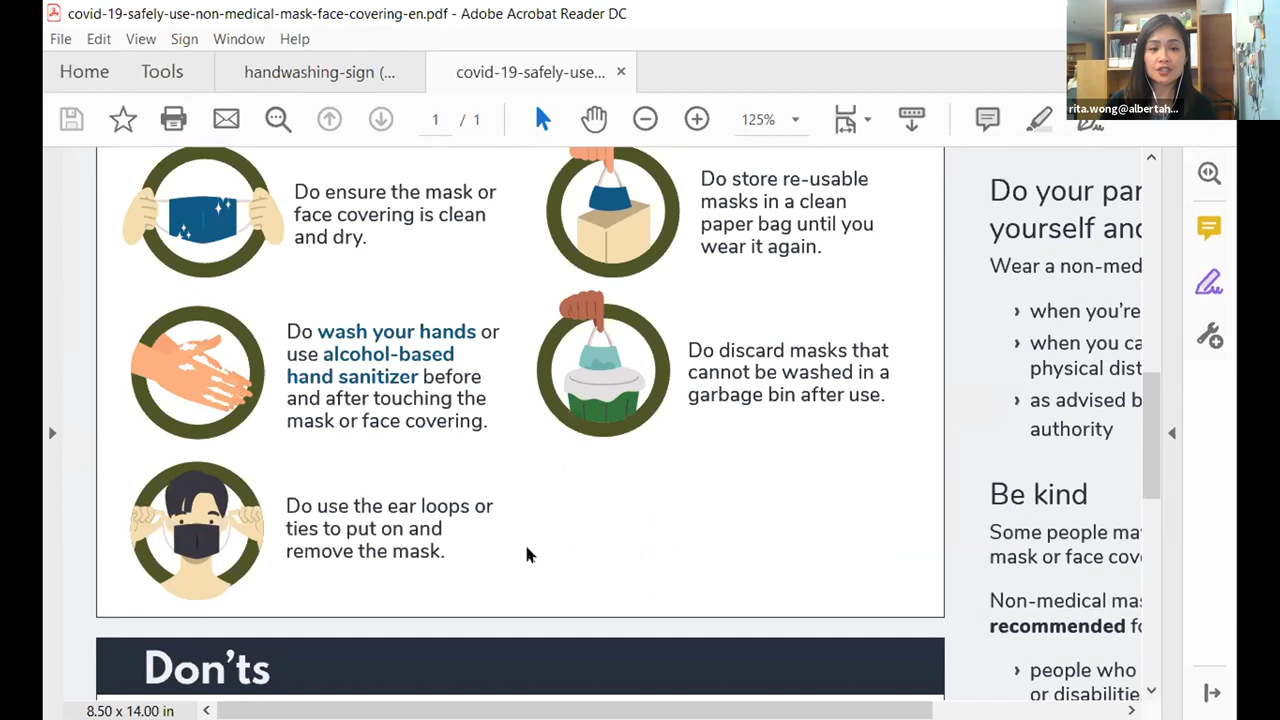 covid-19-safely-use-non-medical-mask-face-covering-en.pdf - Adobe Acrobat Reader DC
File Edit View Sign Window Help
Home Tools handwashing-sign (... covid-19-safely-use... ×
1 / 1 125%
rita.wong@albertah...
Do ensure the mask or
face covering is clean
and dry.
Do store re-usable
masks in a clean
paper bag until you
wear it again.
Do wash your hands or
use alcohol-based
hand sanitizer before
and after touching the
mask or face covering.
Do discard masks that
cannot be washed in a
garbage bin after use.
Do use the ear loops or
ties to put on and
remove the mask.
Don'ts
Do your par
yourself and
Wear a non-med
› when you're
› when you ca
physical dist
› as advised b
authority
Be kind
Some people ma
mask or face cov
Non-medical mas
recommended fo
› people who
or disabilitie
8.50 x 14.00 in